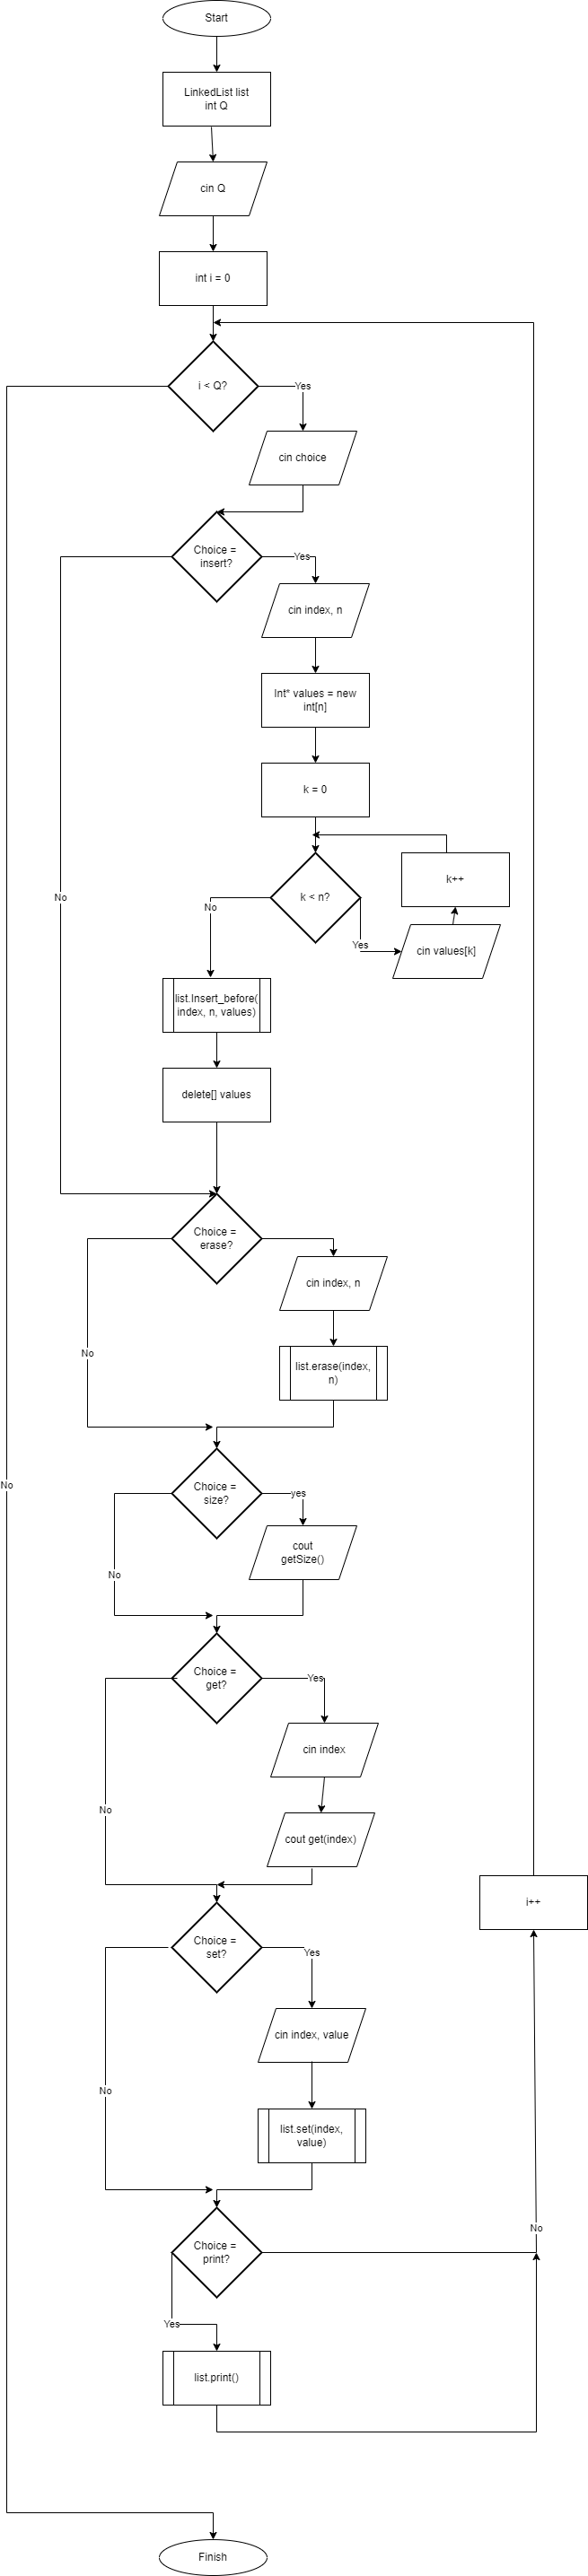 Start
LinkedList list
int Q
cin Q
int i = 0
i < Q?
Yes
cin choice
Choice =
insert?
Yes
cin index, n
Int* values = new
int[n]
k = 0
k++
k < n?
No
No
Yes
cin values[k]
list.Insert_before(
index, n, values)
delete[] values
Choice =
erase?
cin index, n
No
list.erase(index,
n)
No
Choice =
size?
yes
cout
getSize()
No
Choice =
get?
Yes
cin index
No
cout get(index)
i++
Choice =
set?
Yes
cin index, value
No
list.set(index,
value)
No
Choice =
print?
Yes
list.print()
Finish